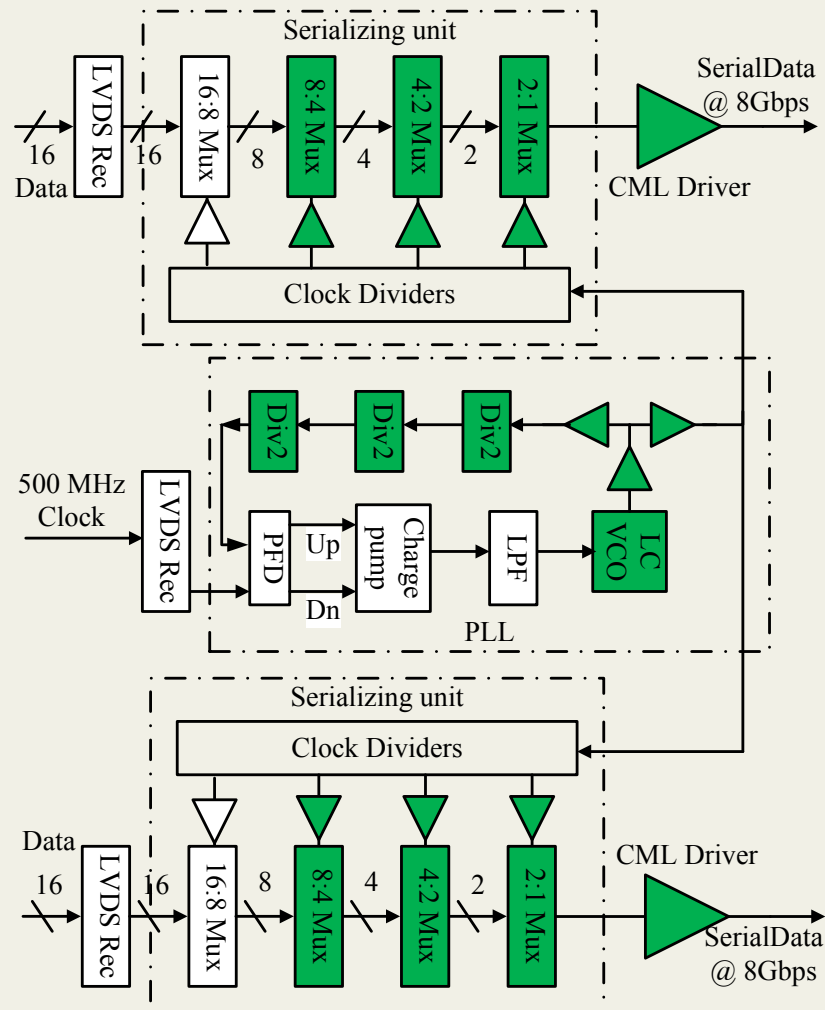 Serializing unit
LVDS Rec
16:8 Mux
8:4 Mux
4:2 Mux
2:1 Mux
SerialData
@ 8Gbps
16
16
8
4
2
Data
CML Driver
Clock Dividers
Div2
Div2
Div2
500 MHz
Clock
LVDS Rec
PFD
Up
Dn
Charge
pump
LPF
LC
VCO
PLL
Serializing unit
Clock Dividers
Data
16
LVDS Rec
16
16:8 Mux
8
8:4 Mux
4
4:2 Mux
2
2:1 Mux
CML Driver
SerialData
@ 8Gbps